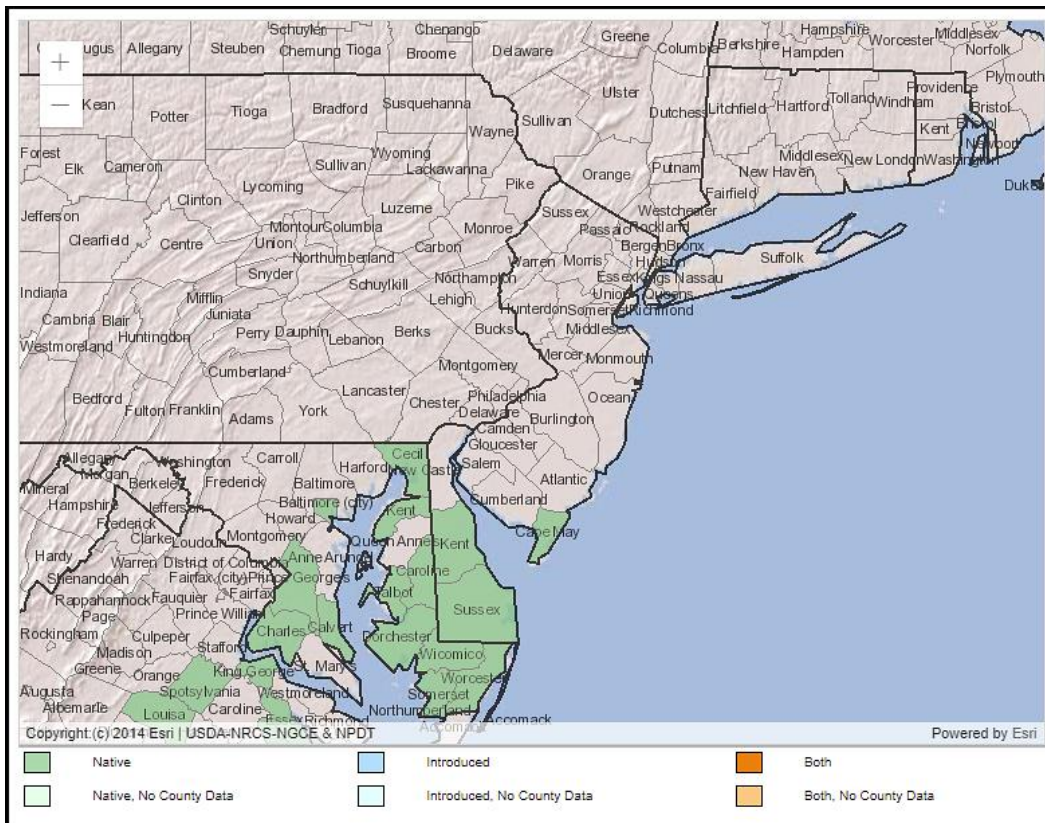 Schuyler Chenango Greene Hampshire Middlesex
Allegany Steuben Chemung Tioga Broome Delaware Columbia Berkshire Hampden Worcester Norfolk
+
Ulster Plymouth
−
Kean Potter Tioga Bradford Susquehanna Sullivan Dutchess Litchfield Hartford Tolland Windham Providence Bristol
Wayne Kent Bristol
Forest Elk Cameron Sullivan Wyoming Lackawanna Putnam Middlesex New London Washington Newport
Clinton Lycoming Pike Orange New Haven Duke
Jefferson Luzerne Sussex Westchester Fairfield
Clearfield Centre Montour Columbia Monroe Passaic Rockland
Union Northumberland Carbon Bergen Bronx
Snyder Warren Morris Hudson Suffolk
Indiana Schuylkill Northampton Essex Kings Nassau
Mifflin Lehigh Union Queens
Cambria Blair Juniata Hunterdon Somerset Richmond
Westmoreland Huntingdon Perry Dauphin Lebanon Berks Bucks Middlesex
Cumberland Montgomery Mercer Monmouth
Bedford Lancaster Philadelphia Ocean
Fulton Franklin Adams York Chester Delaware Burlington
Camden
Gloucester
Allegany Washington Carroll Cecil Salem
Morgan Harford New Castle
Mineral Berkeley Frederick Baltimore Atlantic
Hampshire Jefferson Baltimore (city) Cumberland
Frederick Howard Kent
Clarke Loudoun Montgomery Queen Annes Kent Cape May
Hardy Warren District of Columbia Anne Arundel
Shenandoah Fairfax (city) Prince Georges Caroline
Rappahannock Fauquier Fairfax Talbot
Page Prince William Sussex
Rockingham Culpeper Charles Calvert Dorchester
Madison Stafford Wicomico
Greene Orange King George St. Marys
Augusta Spotsylvania Westmoreland Somerset Worcester
Albemarle Louisa Caroline Essex Richmond Northumberland Accomack
Accomack
Copyright:(c) 2014 Esri | USDA-NRCS-NGCE & NPDT Powered by Esri
Native Introduced Both
Native, No County Data Introduced, No County Data Both, No County Data